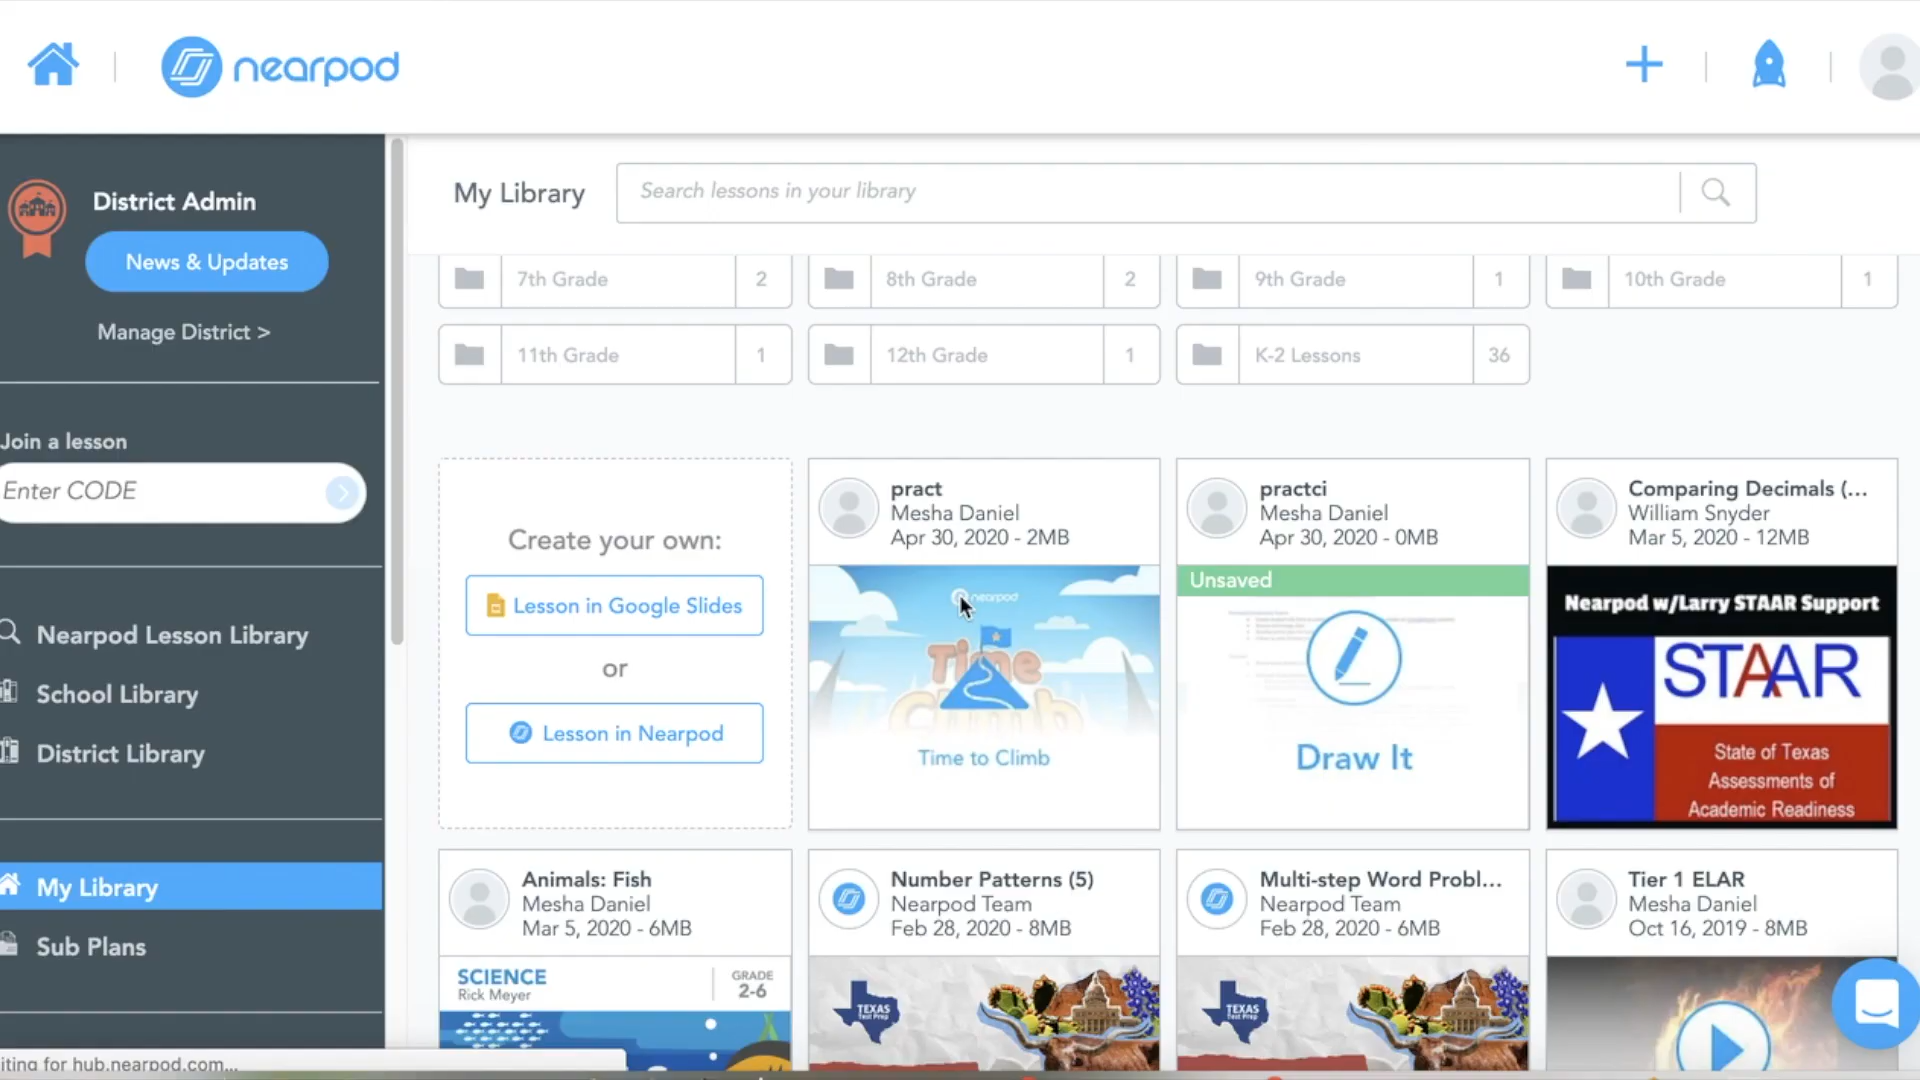 nearpod
District Admin
News & Updates
Manage District >
Join a lesson
Enter CODE
Nearpod Lesson Library
School Library
District Library
My Library
Sub Plans
iting for hub.nearpod.com...
My Library
Search lessons in your library
7th Grade 2
8th Grade 2
9th Grade 1
10th Grade 1
11th Grade 1
12th Grade 1
K-2 Lessons 36
Create your own:
Lesson in Google Slides
or
Lesson in Nearpod
pract
Mesha Daniel
Apr 30, 2020 - 2MB
nearpod
Time
Climb
Time to Climb
practci
Mesha Daniel
Apr 30, 2020 - 0MB
Unsaved
Draw It
Comparing Decimals (...
William Snyder
Mar 5, 2020 - 12MB
Nearpod w/Larry STAAR Support
STAAR
State of Texas
Assessments of
Academic Readiness
Animals: Fish
Mesha Daniel
Mar 5, 2020 - 6MB
SCIENCE
Rick Meyer
GRADE
2-6
Number Patterns (5)
Nearpod Team
Feb 28, 2020 - 8MB
TEXAS
Test Prep
Multi-step Word Probl...
Nearpod Team
Feb 28, 2020 - 6MB
TEXAS
Test Prep
Tier 1 ELAR
Mesha Daniel
Oct 16, 2019 - 8MB